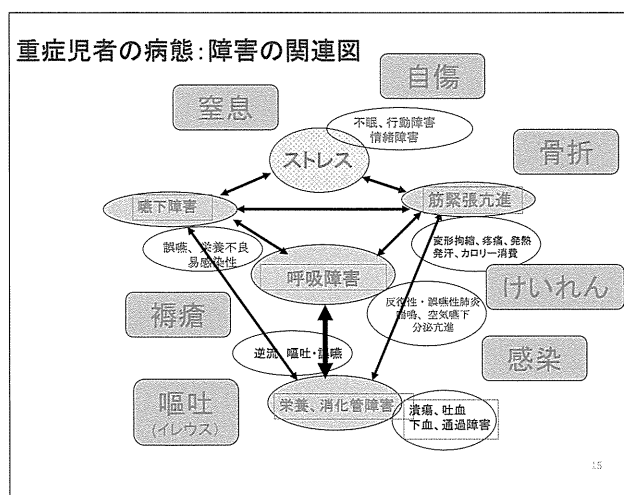 重症児者の病態:障害の関連図
自傷
窒息
不眠、行動障害
情緒障害
ストレス
骨折
嚥下障害
筋緊張亢進
誤嚥、栄養不良
易感染性
変形拘縮、疼痛、発熱
発汗、カロリー消費
呼吸障害
けいれん
褥瘡
反復性・誤嚥性肺炎
喘鳴、空気嚥下
分泌亢進
感染
逆流、嘔吐・誤嚥
嘔吐
(イレウス)
栄養、消化管障害
潰瘍、吐血
下血、通過障害
15